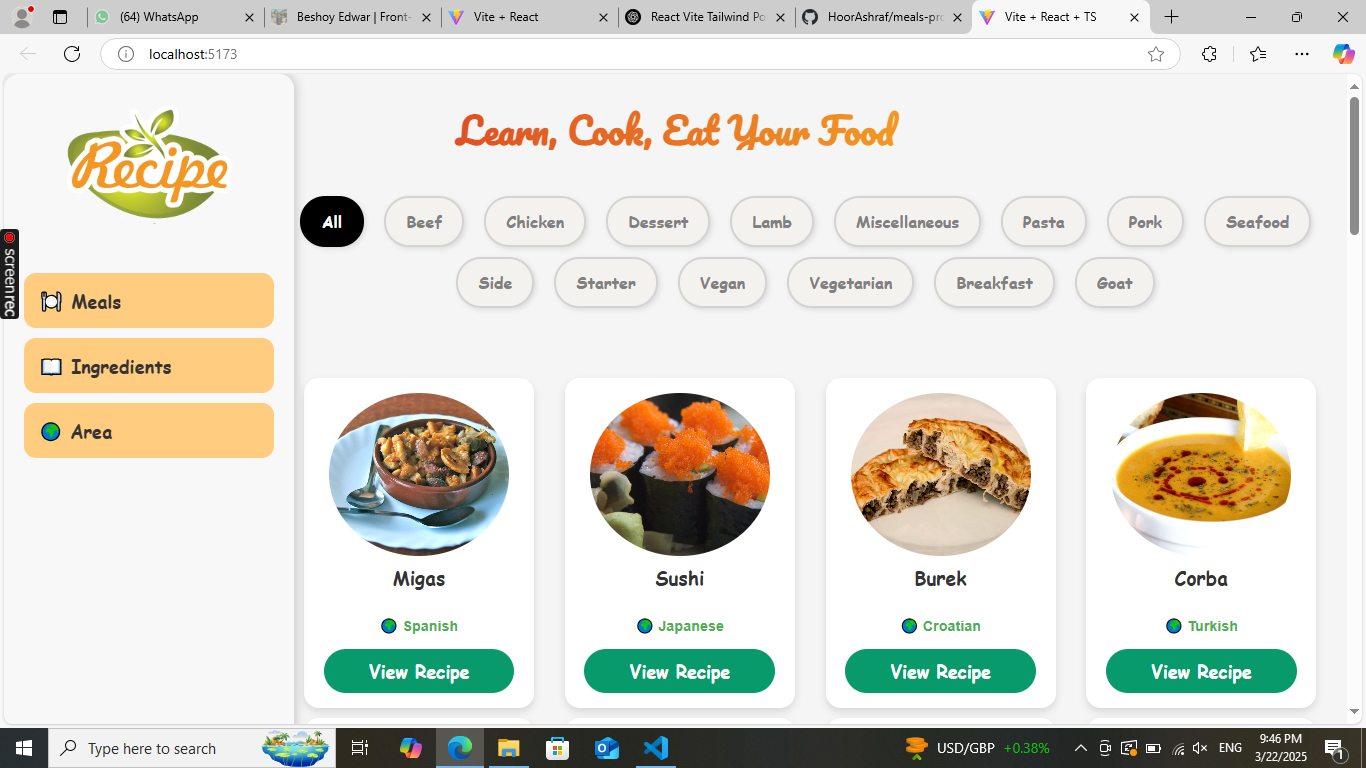 (64) WhatsApp
Beshoy Edwar | Front-
Vite + React
React Vite Tailwind Po
HoorAshraf/meals-pro
Vite + React + TS
localhost:5173
Recipe
screenrec
Meals
Ingredients
Area
Learn, Cook, Eat Your Food
All Beef Chicken Dessert Lamb Miscellaneous Pasta Pork Seafood
Side Starter Vegan Vegetarian Breakfast Goat
Migas Sushi Burek Corba
Spanish Japanese Croatian Turkish
View Recipe View Recipe View Recipe View Recipe
Type here to search
USD/GBP +0.38%
ENG
9:46 PM
3/22/2025
1